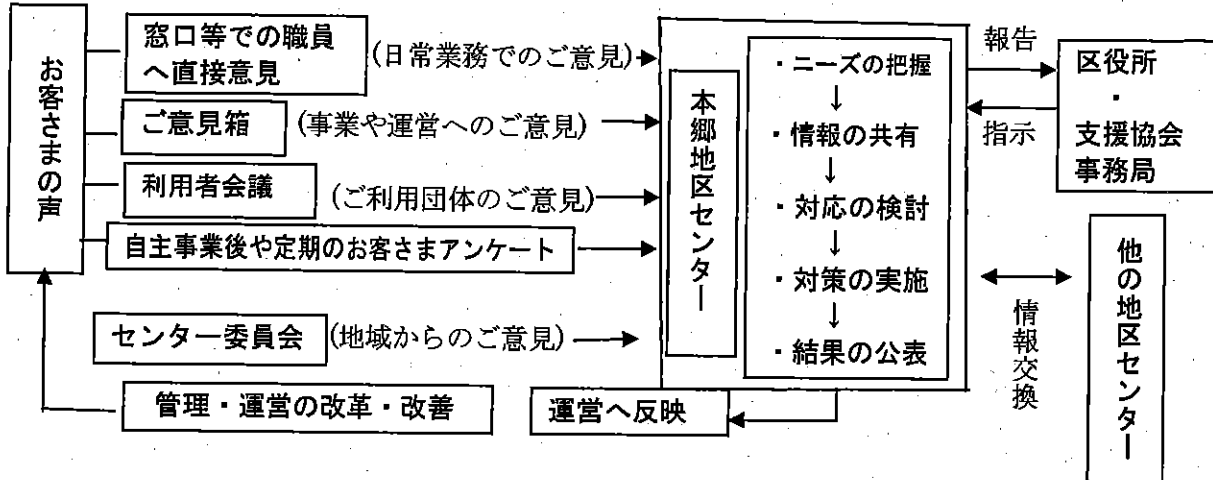 お客さまの声
窓口等での職員
へ直接意見
(日常業務でのご意見)
ご意見箱
(事業や運営へのご意見)
利用者会議
(ご利用団体のご意見)
自主事業後や定期のお客さまアンケート
センター委員会
(地域からのご意見)
管理・運営の改革・改善
運営へ反映
本郷地区センター
・ニーズの把握
↓
・情報の共有
↓
・対応の検討
↓
・対策の実施
↓
・結果の公表
報告
指示
区役所
・
支援協会
事務局
情報交換
他の地区センター